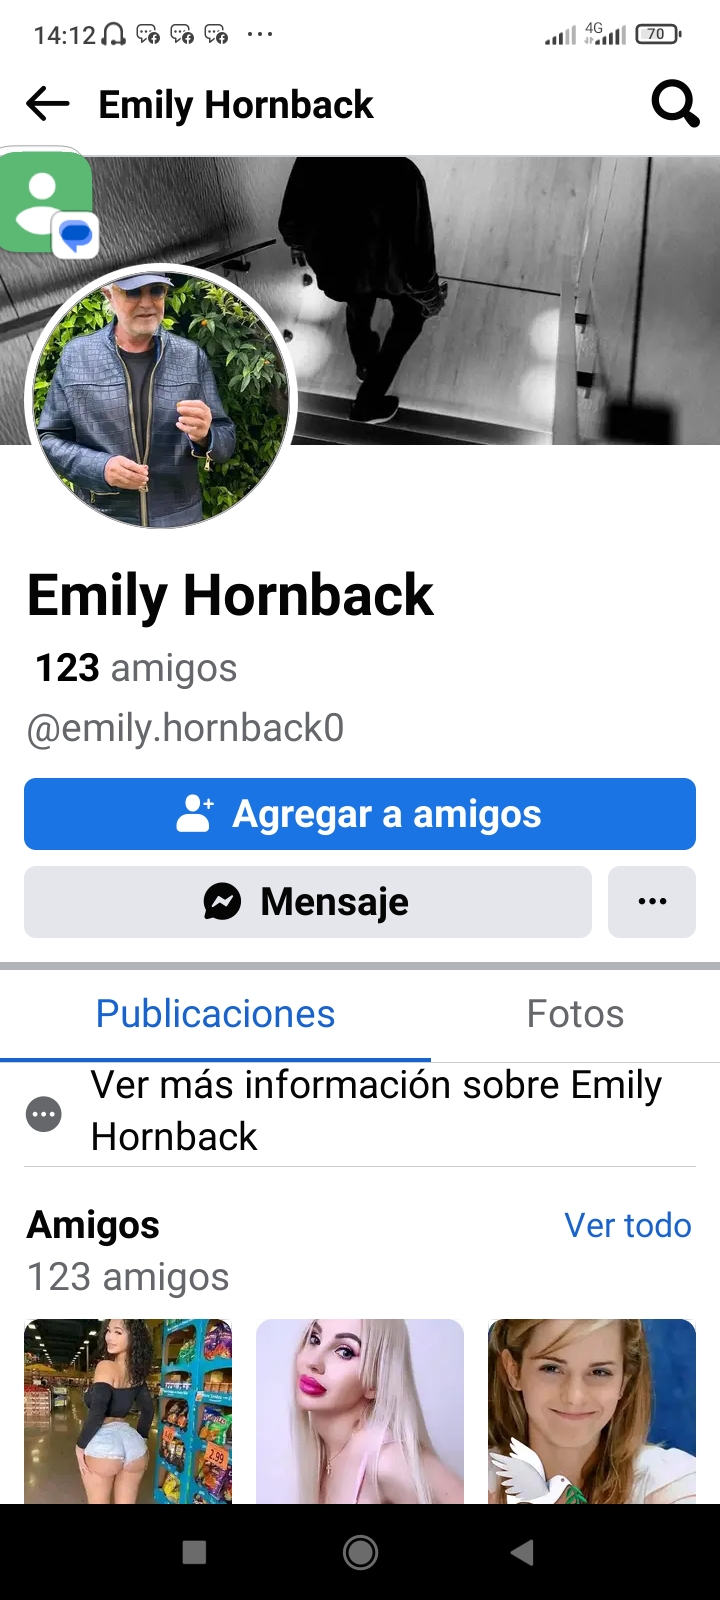 14:12 4G 70
Emily Hornback
Emily Hornback
123 amigos
@emily.hornback0
Agregar a amigos
Mensaje
Publicaciones Fotos
Ver más información sobre Emily
Hornback
Amigos Ver todo
123 amigos
2.99